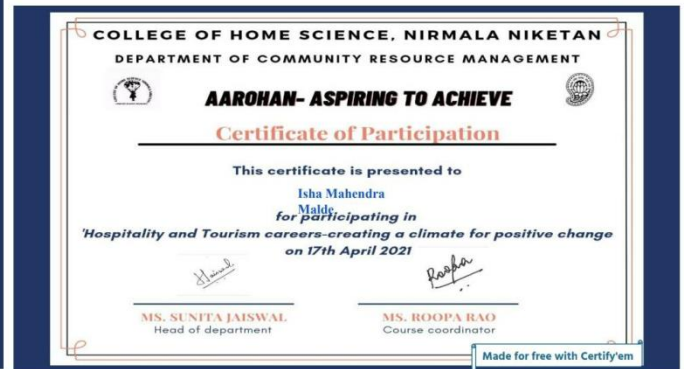 COLLEGE OF HOME SCIENCE, NIRMALA NIKETAN
DEPARTMENT OF COMMUNITY RESOURCE MANAGEMENT
AAROHAN- ASPIRING TO ACHIEVE
Certificate of Participation
This certificate is presented to
Isha Mahendra
Malde
for participating in
'Hospitality and Tourism careers-creating a climate for positive change
on 17th April 2021
Roopa
MS. SUNITA JAISWAL
MS. ROOPA RAO
Head of department
Course coordinator
Made for free with Certify'em